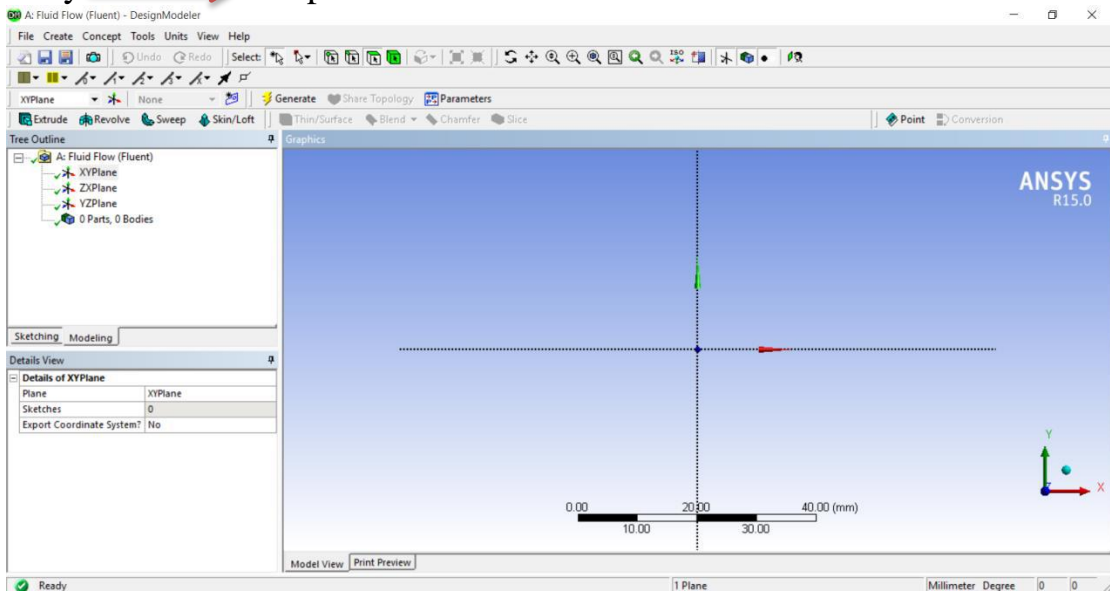 A: Fluid Flow (Fluent) - DesignModeler
File Create Concept Tools Units View Help
Undo Redo Select:
XYPlane None Generate Share Topology Parameters
Extrude Revolve Sweep Skin/Loft Thin/Surface Blend Chamfer Slice Point Conversion
Tree Outline
Graphics
A: Fluid Flow (Fluent)
XYPlane
ZXPlane
YZPlane
0 Parts, 0 Bodies
ANSYS
R15.0
Sketching Modeling
Details View
Details of XYPlane
Plane XYPlane
Sketches 0
Export Coordinate System? No
Y
X
Z
0.00 20.00 40.00 (mm)
10.00 30.00
Model View Print Preview
Ready 1 Plane Millimeter Degree 0 0